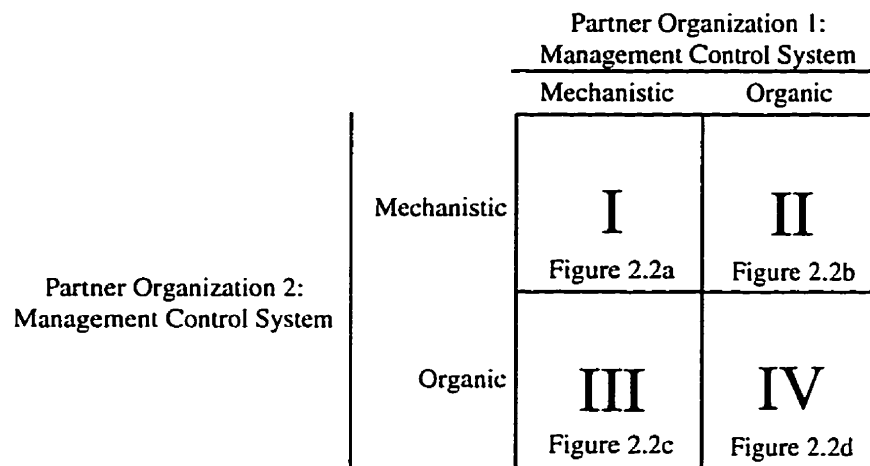 Partner Organization 1:
Management Control System
Mechanistic Organic
Mechanistic
I II
Figure 2.2a Figure 2.2b
Partner Organization 2:
Management Control System
Organic
III IV
Figure 2.2c Figure 2.2d